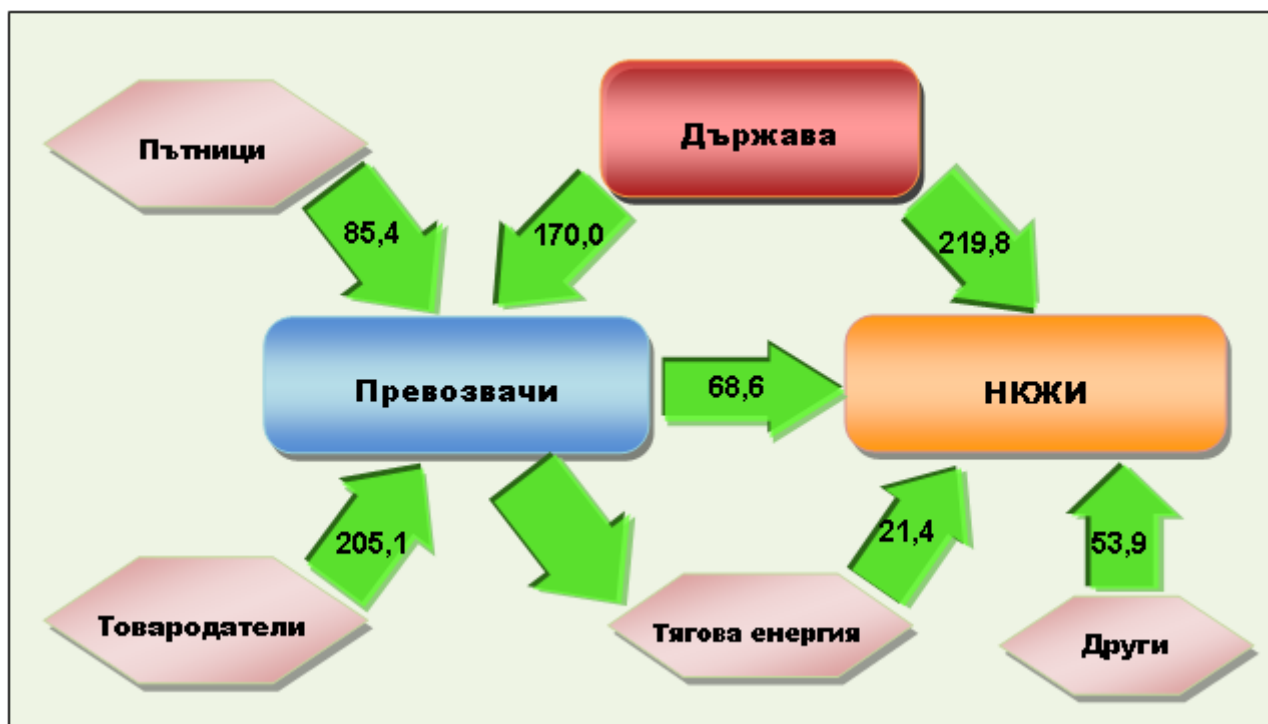 Държава
Пътници
85,4
170,0
219,8
Превозвачи
68,6
НКЖИ
205,1
21,4
53,9
Товародатели
Тягова енергия
Други